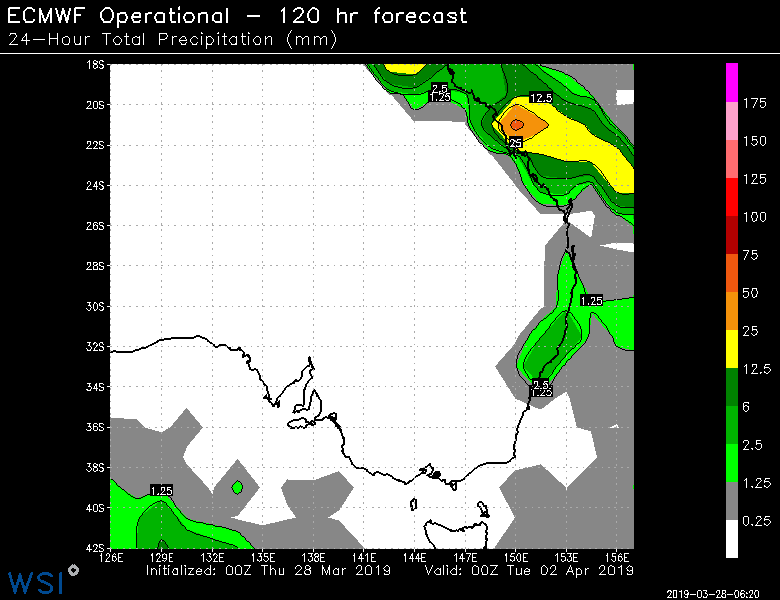 ECMWF Operational − 120 hr forecast
24−Hour Total Precipitation (mm)
18S
20S
22S
24S
26S
28S
30S
32S
34S
36S
38S
40S
42S
2.5
1.25
12.5
25
1.25
2.5
1.25
1.25
175
150
125
100
75
50
25
12.5
6
2.5
1.25
0.25
126E 129E 132E 135E 138E 141E 144E 147E 150E 153E 156E
Initialized: 00Z Thu 28 Mar 2019 Valid: 00Z Tue 02 Apr 2019
WSI
2019−03−28−06:20